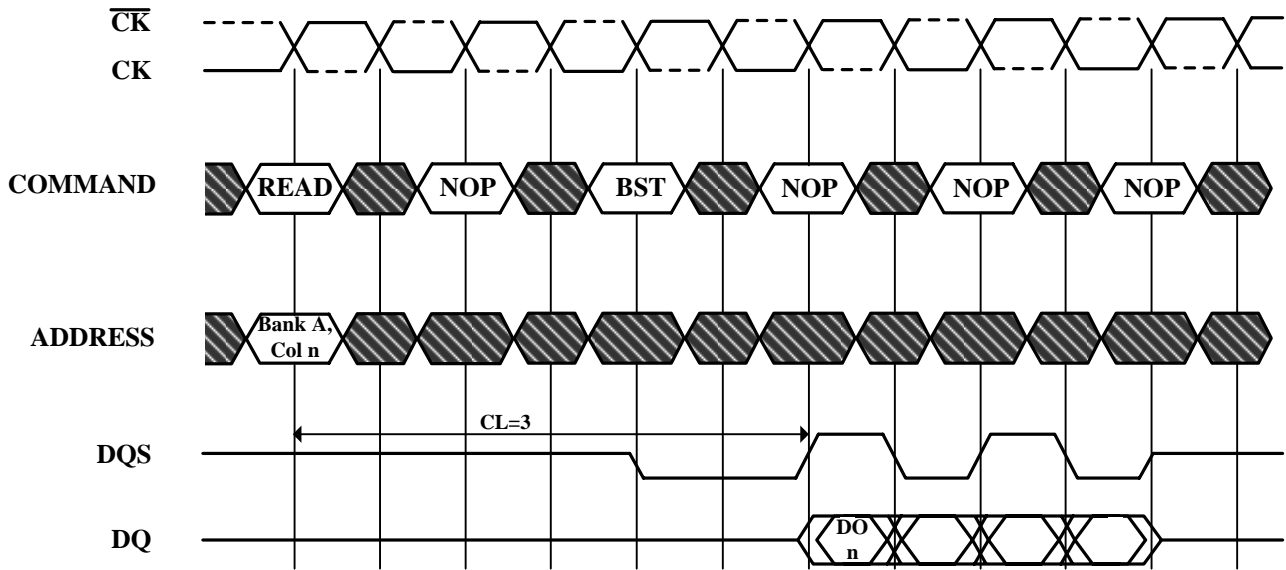 CK
CK
COMMAND
READ
NOP
BST
NOP
NOP
NOP
ADDRESS
Bank A,
Col n
CL=3
DQS
DQ
DO
n